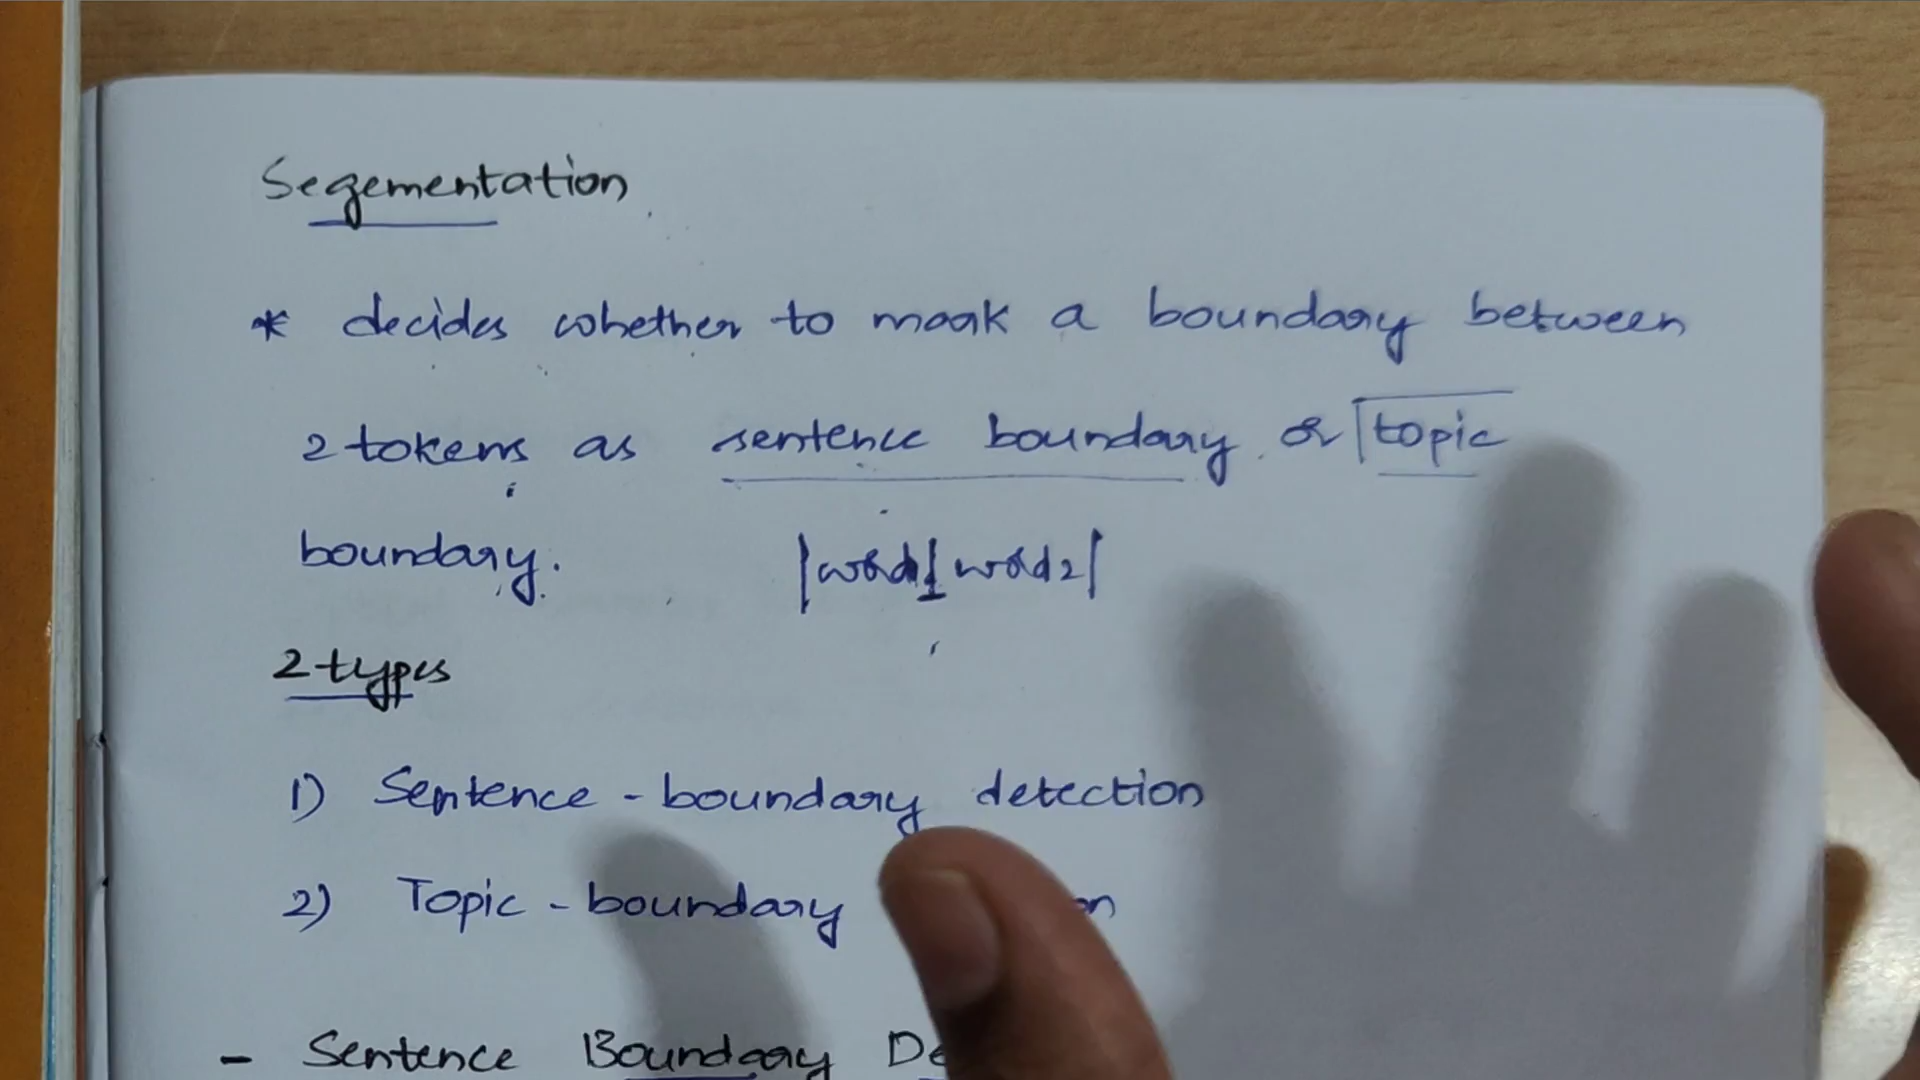 Segementation
* decides whether to mark a boundary between
2 tokens as sentence boundary or topic
boundary.
|word1|word2|
2 types
1) Sentence - boundary detection
2) Topic - boundary
- Sentence Boundary